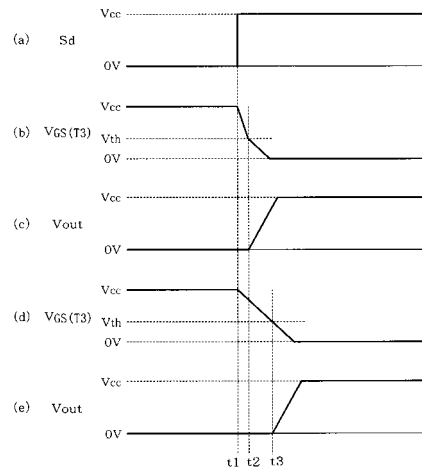 (a) Sd Vcc
0V
(b) VGS(T3) Vcc
Vth
0V
(c) Vout Vcc
0V
(d) VGS(T3) Vcc
Vth
0V
(e) Vout Vcc
0V
t1 t2 t3